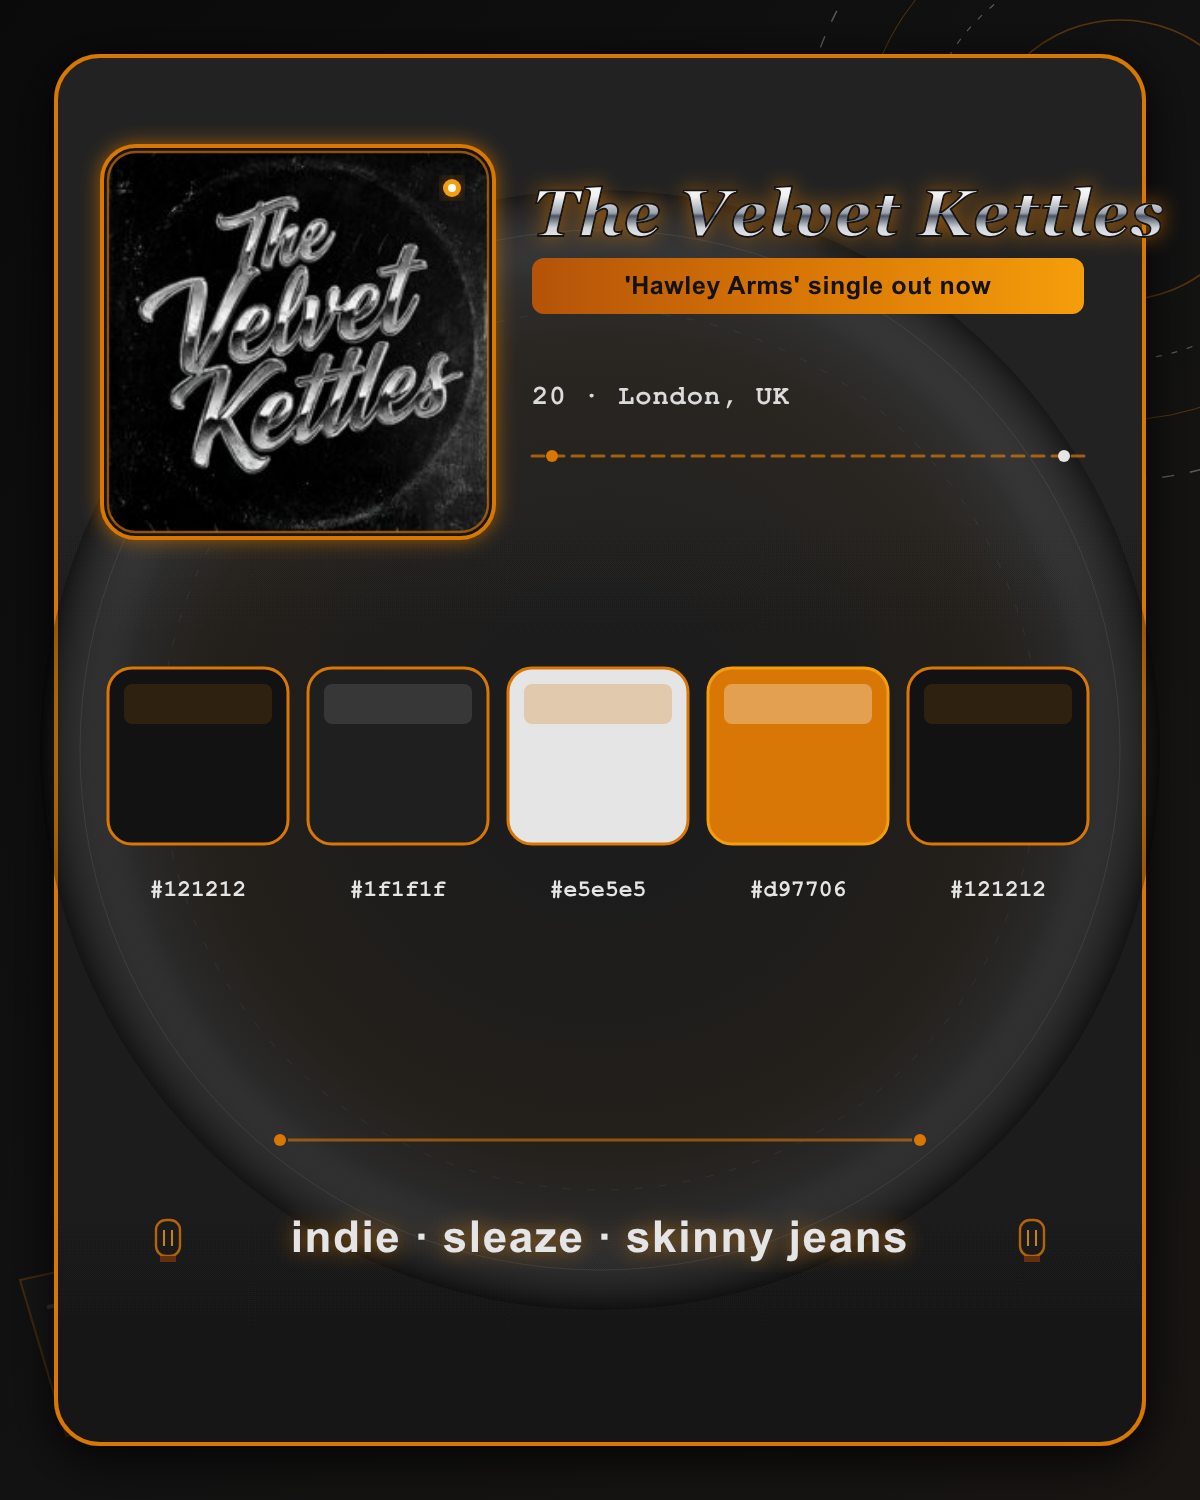 The
Velvet
Kettles
The Velvet Kettles
'Hawley Arms' single out now
20 · London, UK
#121212
#1f1f1f
#e5e5e5
#d97706
#121212
indie · sleaze · skinny jeans